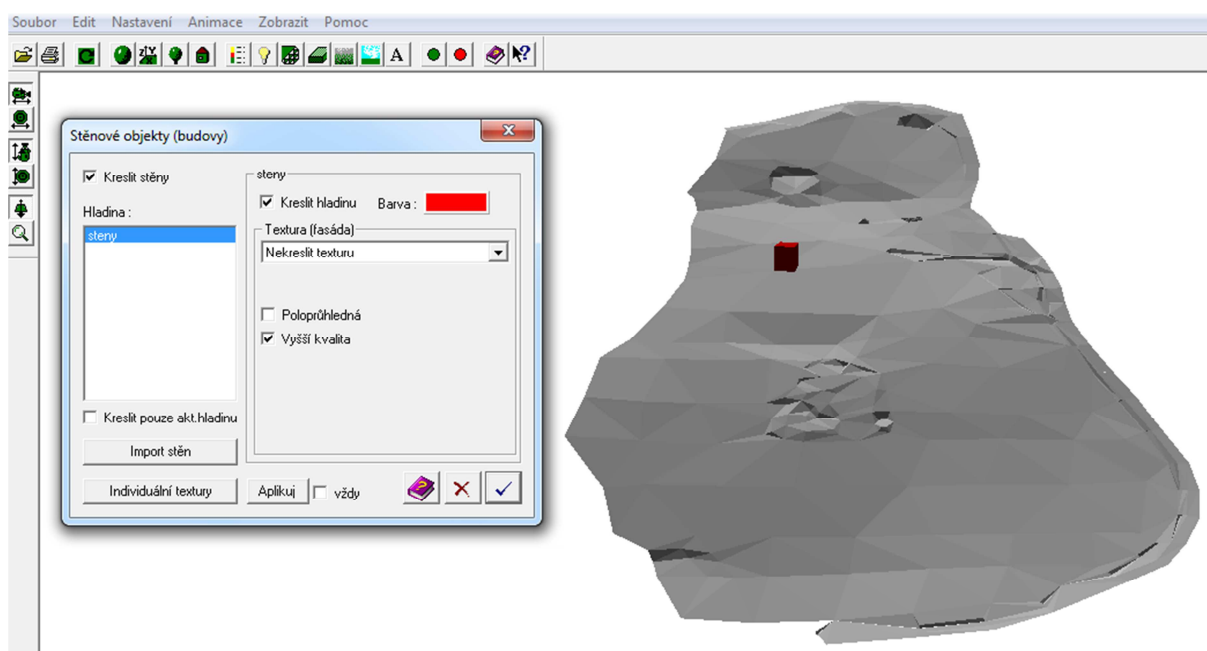 Soubor Edit Nastavení Animace Zobrazit Pomoc
Z Y X
A
?
Stěnové objekty (budovy)
Kreslit stěny
Hladina :
steny
Kreslit pouze akt.hladinu
Import stěn
Individuální textury
steny
Kreslit hladinu Barva :
Textura (fasáda)
Nekreslit texturu
Poloprůhledná
Vyšší kvalita
Aplikuj vždy
?